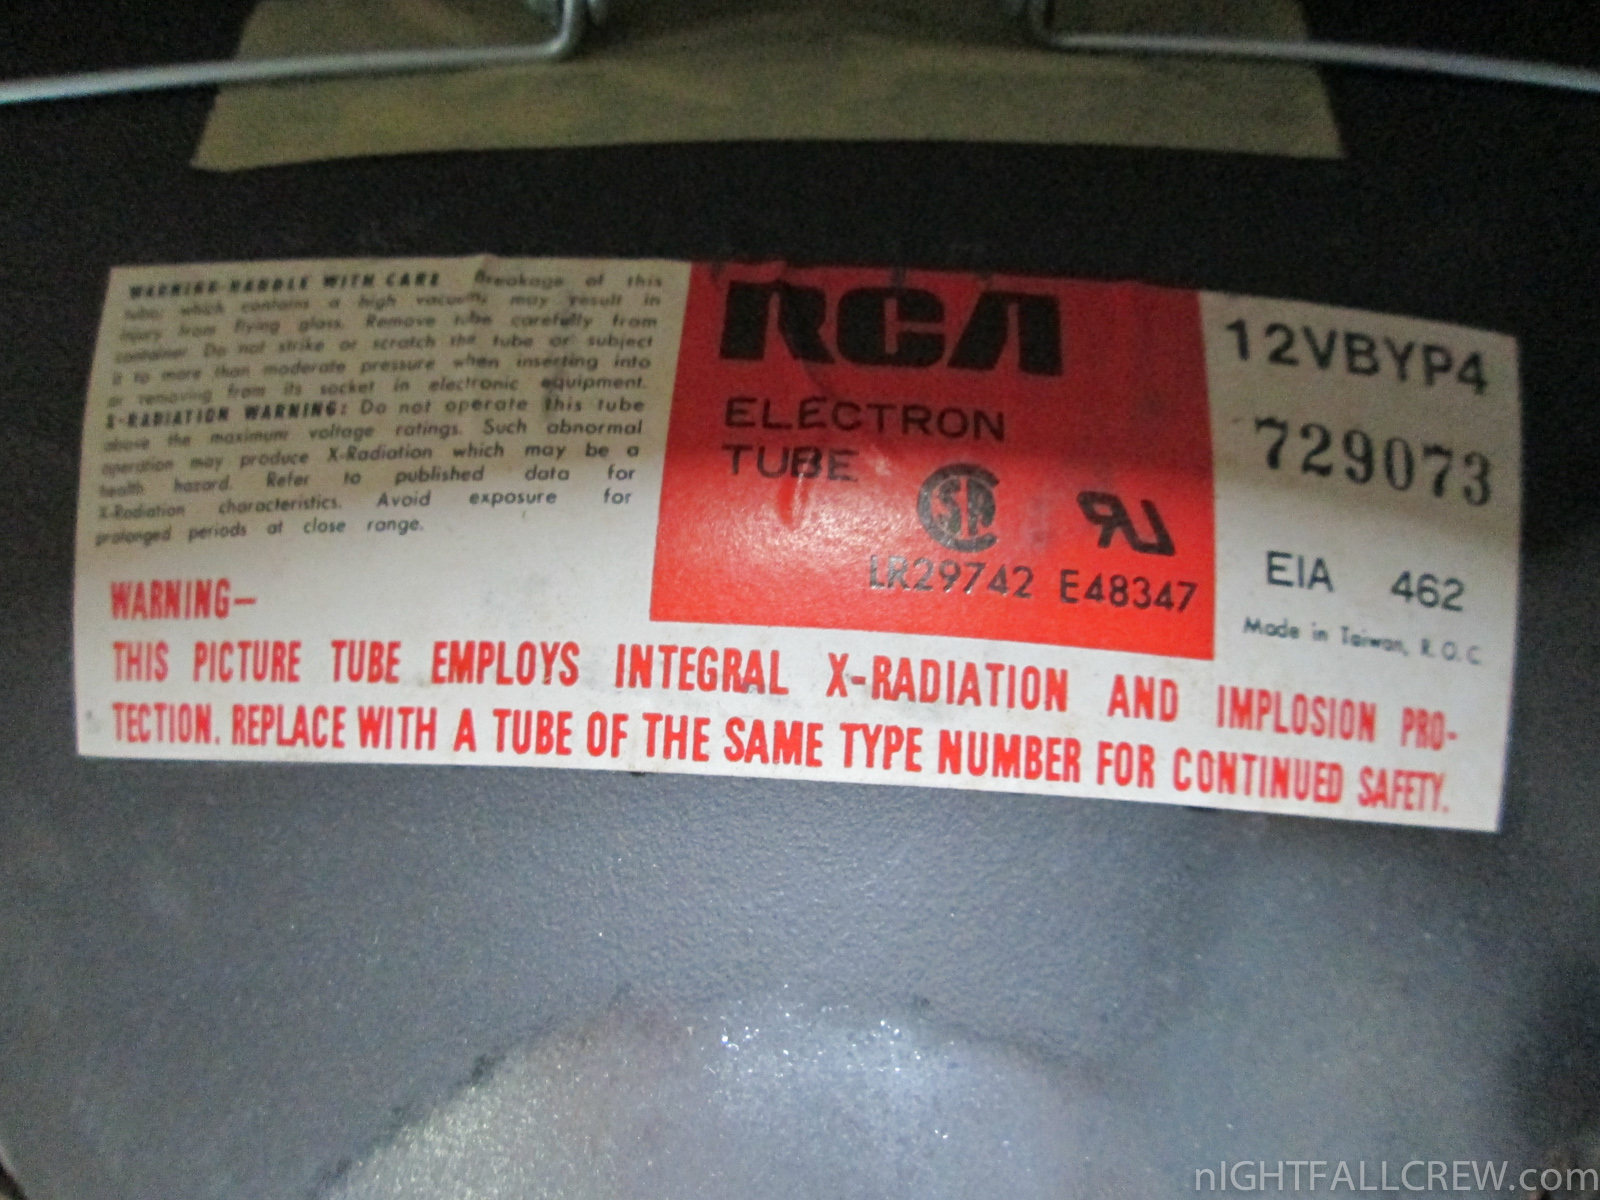 WARNING-HANDLE WITH CARE Breakage of this
tube, which contains a high vacuum, may result in
injury from flying glass. Remove tube carefully from
container. Do not strike or scratch the tube or subject
it to more than moderate pressure when inserting into
or removing from its socket in electronic equipment.
X-RADIATION WARNING: Do not operate this tube
above the maximum voltage ratings. Such abnormal
operation may produce X-Radiation which may be a
health hazard. Refer to published data for
X-Radiation characteristics. Avoid exposure for
prolonged periods at close range.
RCA
ELECTRON
TUBE
LR29742 E48347
12VBYP4
729073
EIA 462
Made in Taiwan, R.O.C
WARNING—
THIS PICTURE TUBE EMPLOYS INTEGRAL X-RADIATION AND IMPLOSION PRO-
TECTION. REPLACE WITH A TUBE OF THE SAME TYPE NUMBER FOR CONTINUED SAFETY.
nIGHTFALLCREW.com